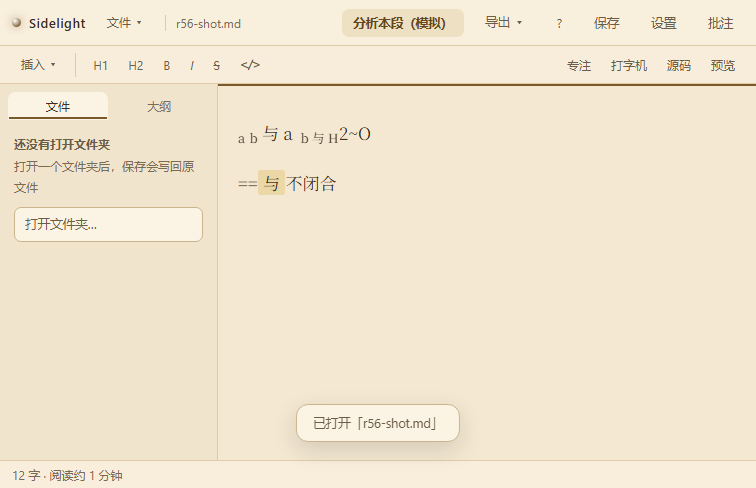 Sidelight 文件 r56-shot.md 分析本段（模拟） 导出 ? 保存 设置 批注
插入 H1 H2 B I S </> 专注 打字机 源码 预览
文件 大纲
还没有打开文件夹
打开一个文件夹后，保存会写回原
文件
打开文件夹...
a b 与 a b 与 H2~O
== 与 不闭合
已打开「r56-shot.md」
12 字 · 阅读约 1 分钟